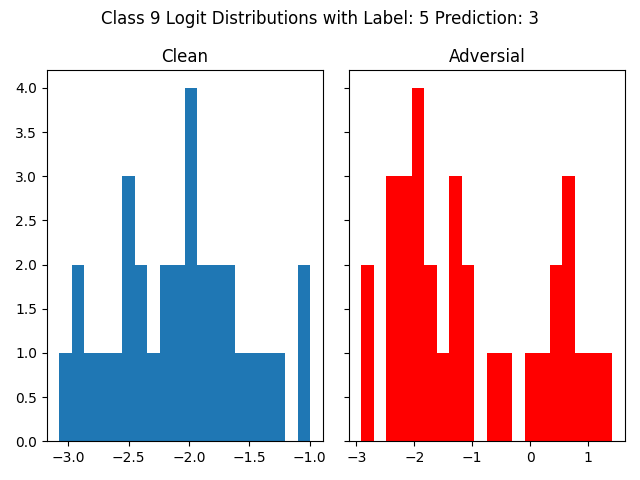 Class 9 Logit Distributions with Label: 5 Prediction: 3
Clean
Adversial
4.0
3.5
3.0
2.5
2.0
1.5
1.0
0.5
0.0
−3.0 −2.5 −2.0 −1.5 −1.0
−3 −2 −1 0 1